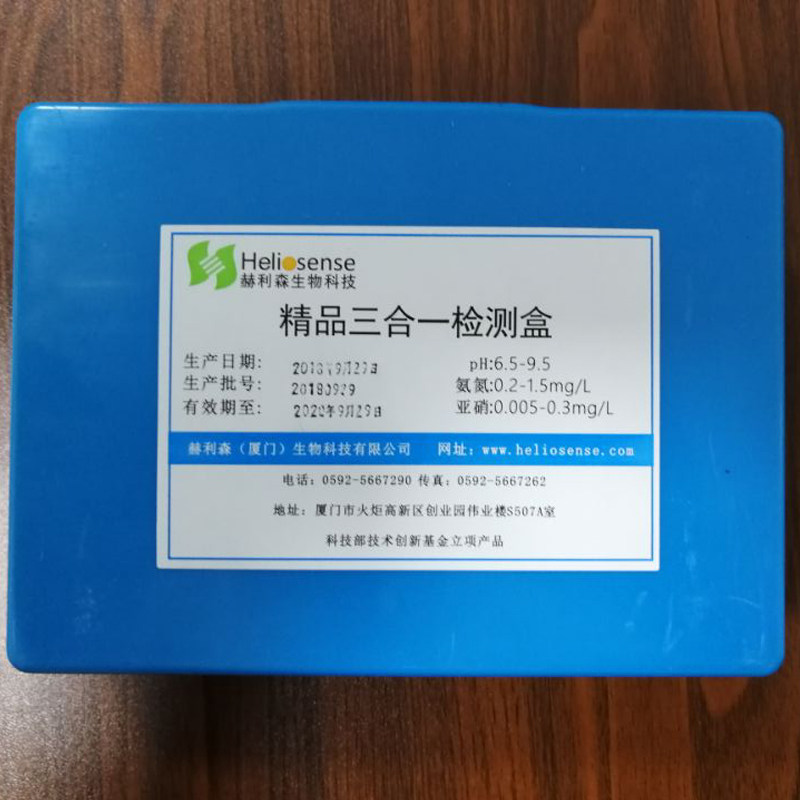 Heliosense
赫利森生物科技
精品三合一检测盒
生产日期:
pH:6.5-9.5
生产批号: 20180929
氨氮:0.2-1.5mg/L
有效期至: 2020年9月29日
亚硝:0.005-0.3mg/L
赫利森（厦门）生物科技有限公司 网址：www.heliosense.com
电话：0592-5667290 传真：0592-5667262
地址：厦门市火炬高新区创业园伟业楼S507A室
科技部技术创新基金立项产品